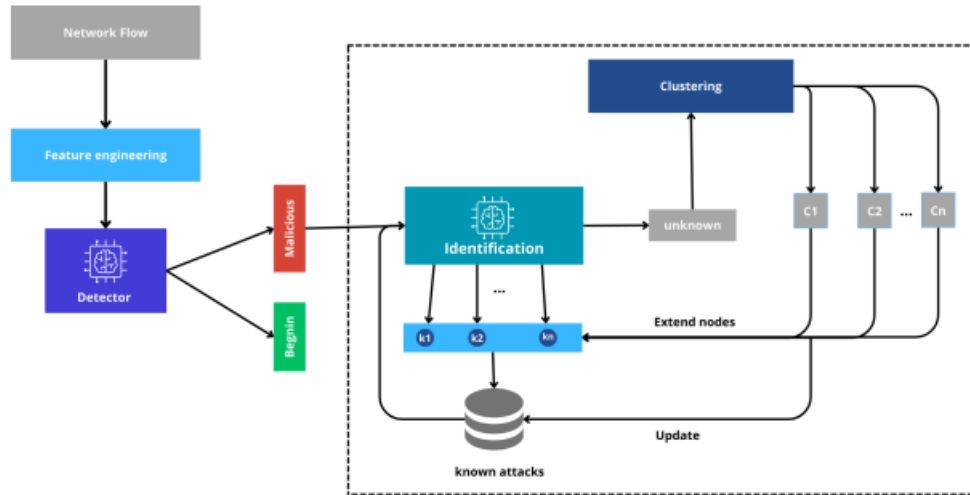 Network Flow
Feature engineering
Detector
Malicious
Begnin
Identification
...
k1
k2
kn
known attacks
unknown
Clustering
C1
C2
...
Cn
Extend nodes
Update